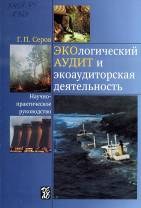 Г. П. Серов
ЭКОлогический
АУДИТ и
экоаудиторская
деятельность
Научно-
практическое
руководство